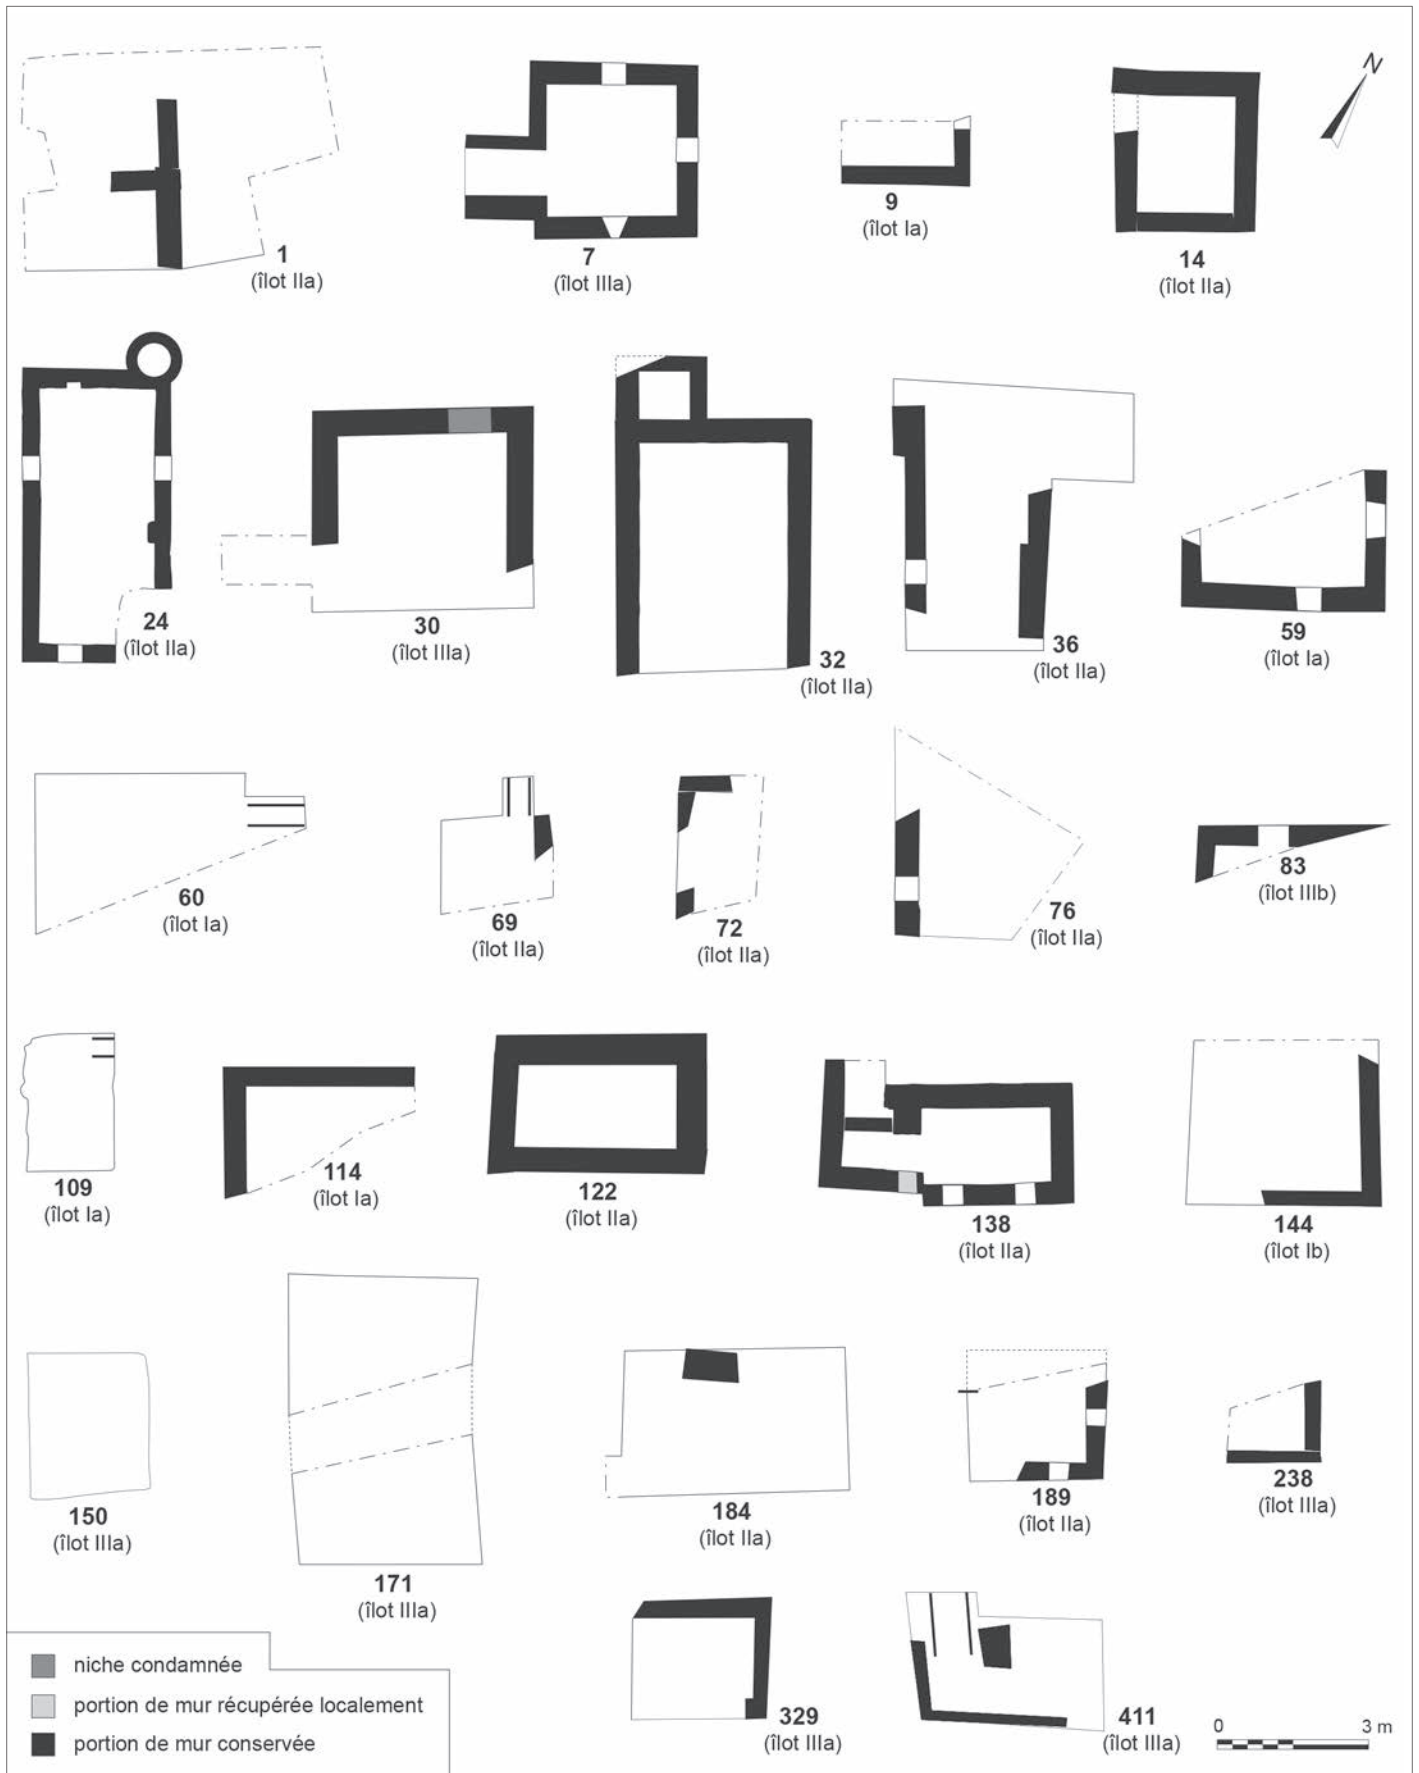 N
1
(îlot IIa)
7
(îlot IIIa)
9
(îlot Ia)
14
(îlot IIa)
24
(îlot IIa)
30
(îlot IIIa)
32
(îlot IIa)
36
(îlot IIa)
59
(îlot Ia)
60
(îlot Ia)
69
(îlot IIa)
72
(îlot IIa)
76
(îlot IIa)
83
(îlot IIIb)
109
(îlot Ia)
114
(îlot Ia)
122
(îlot IIa)
138
(îlot IIa)
144
(îlot Ib)
150
(îlot IIIa)
171
(îlot IIIa)
184
(îlot IIa)
189
(îlot IIa)
238
(îlot IIIa)
329
(îlot IIIa)
411
(îlot IIIa)
niche condamnée
portion de mur récupérée localement
portion de mur conservée
0 3 m